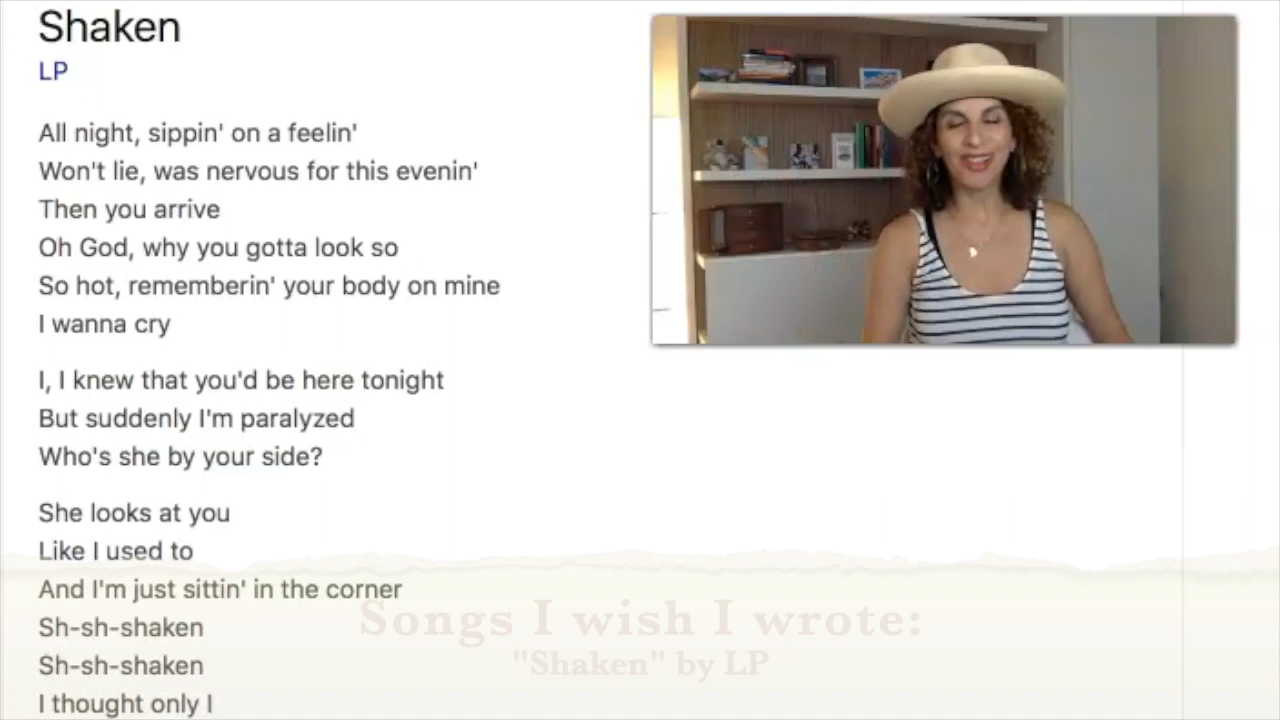 Shaken
LP
All night, sippin' on a feelin'
Won't lie, was nervous for this evenin'
Then you arrive
Oh God, why you gotta look so
So hot, rememberin' your body on mine
I wanna cry
I, I knew that you'd be here tonight
But suddenly I'm paralyzed
Who's she by your side?
She looks at you
Like I used to
And I'm just sittin' in the corner
Sh-sh-shaken
Sh-sh-shaken
I thought only I
Songs I wish I wrote:
"Shaken" by LP